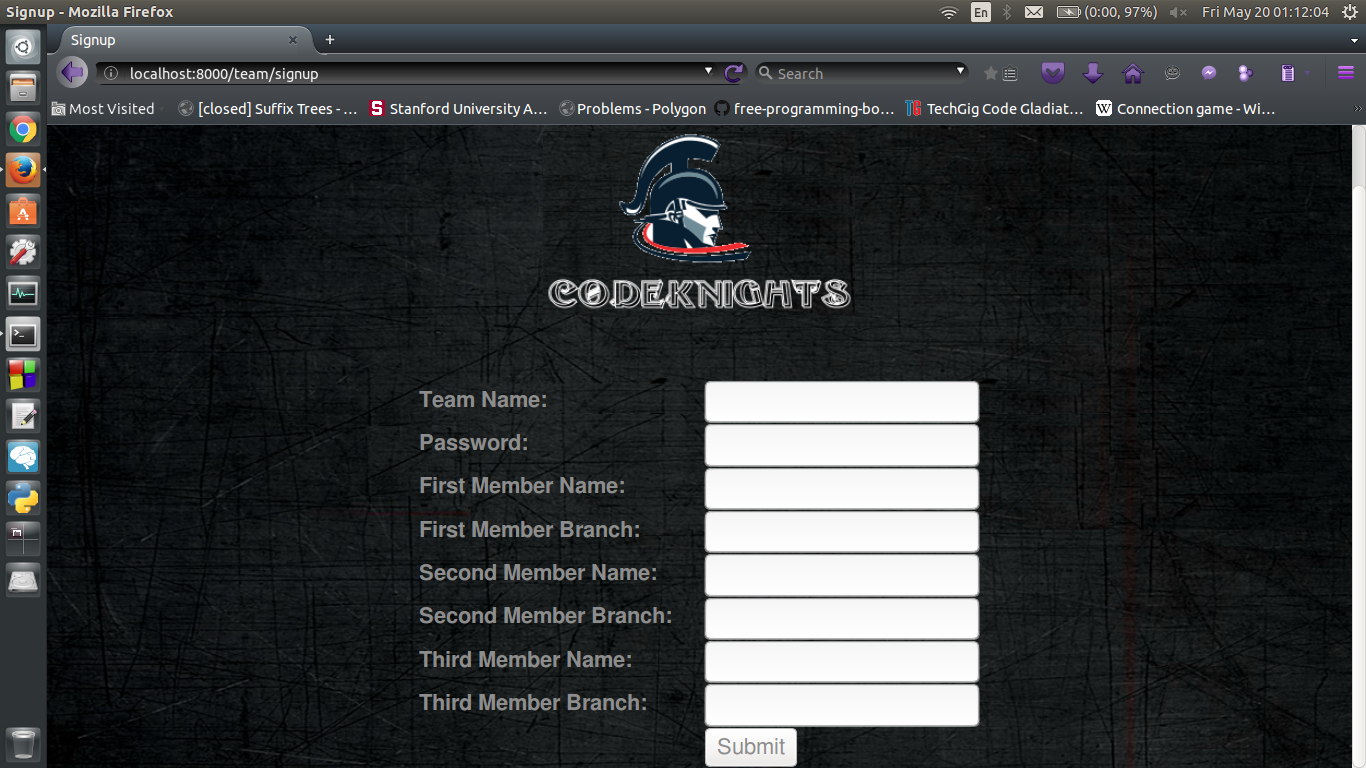 Signup - Mozilla Firefox
En
(0:00, 97%)
Fri May 20 01:12:04
Signup
localhost:8000/team/signup
Search
Most Visited
[closed] Suffix Trees - ...
S
Stanford University A...
Problems - Polygon
free-programming-bo...
TG
TechGig Code Gladiat...
W
Connection game - Wi...
CODEKNIGHTS
Team Name:
Password:
First Member Name:
First Member Branch:
Second Member Name:
Second Member Branch:
Third Member Name:
Third Member Branch:
Submit